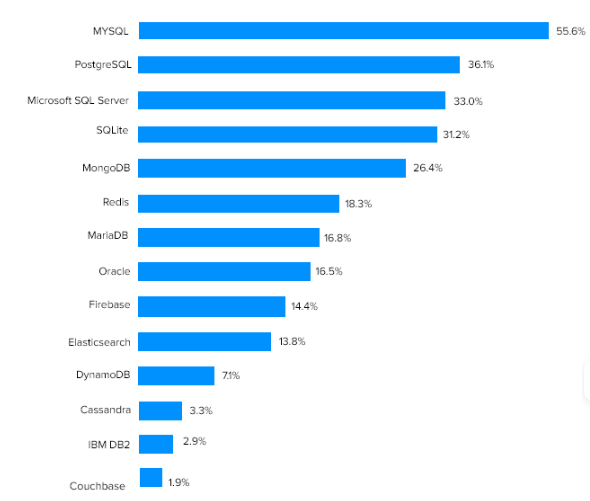 MYSQL 55.6%
PostgreSQL 36.1%
Microsoft SQL Server 33.0%
SQLite 31.2%
MongoDB 26.4%
Redis 18.3%
MariaDB 16.8%
Oracle 16.5%
Firebase 14.4%
Elasticsearch 13.8%
DynamoDB 7.1%
Cassandra 3.3%
IBM DB2 2.9%
Couchbase 1.9%